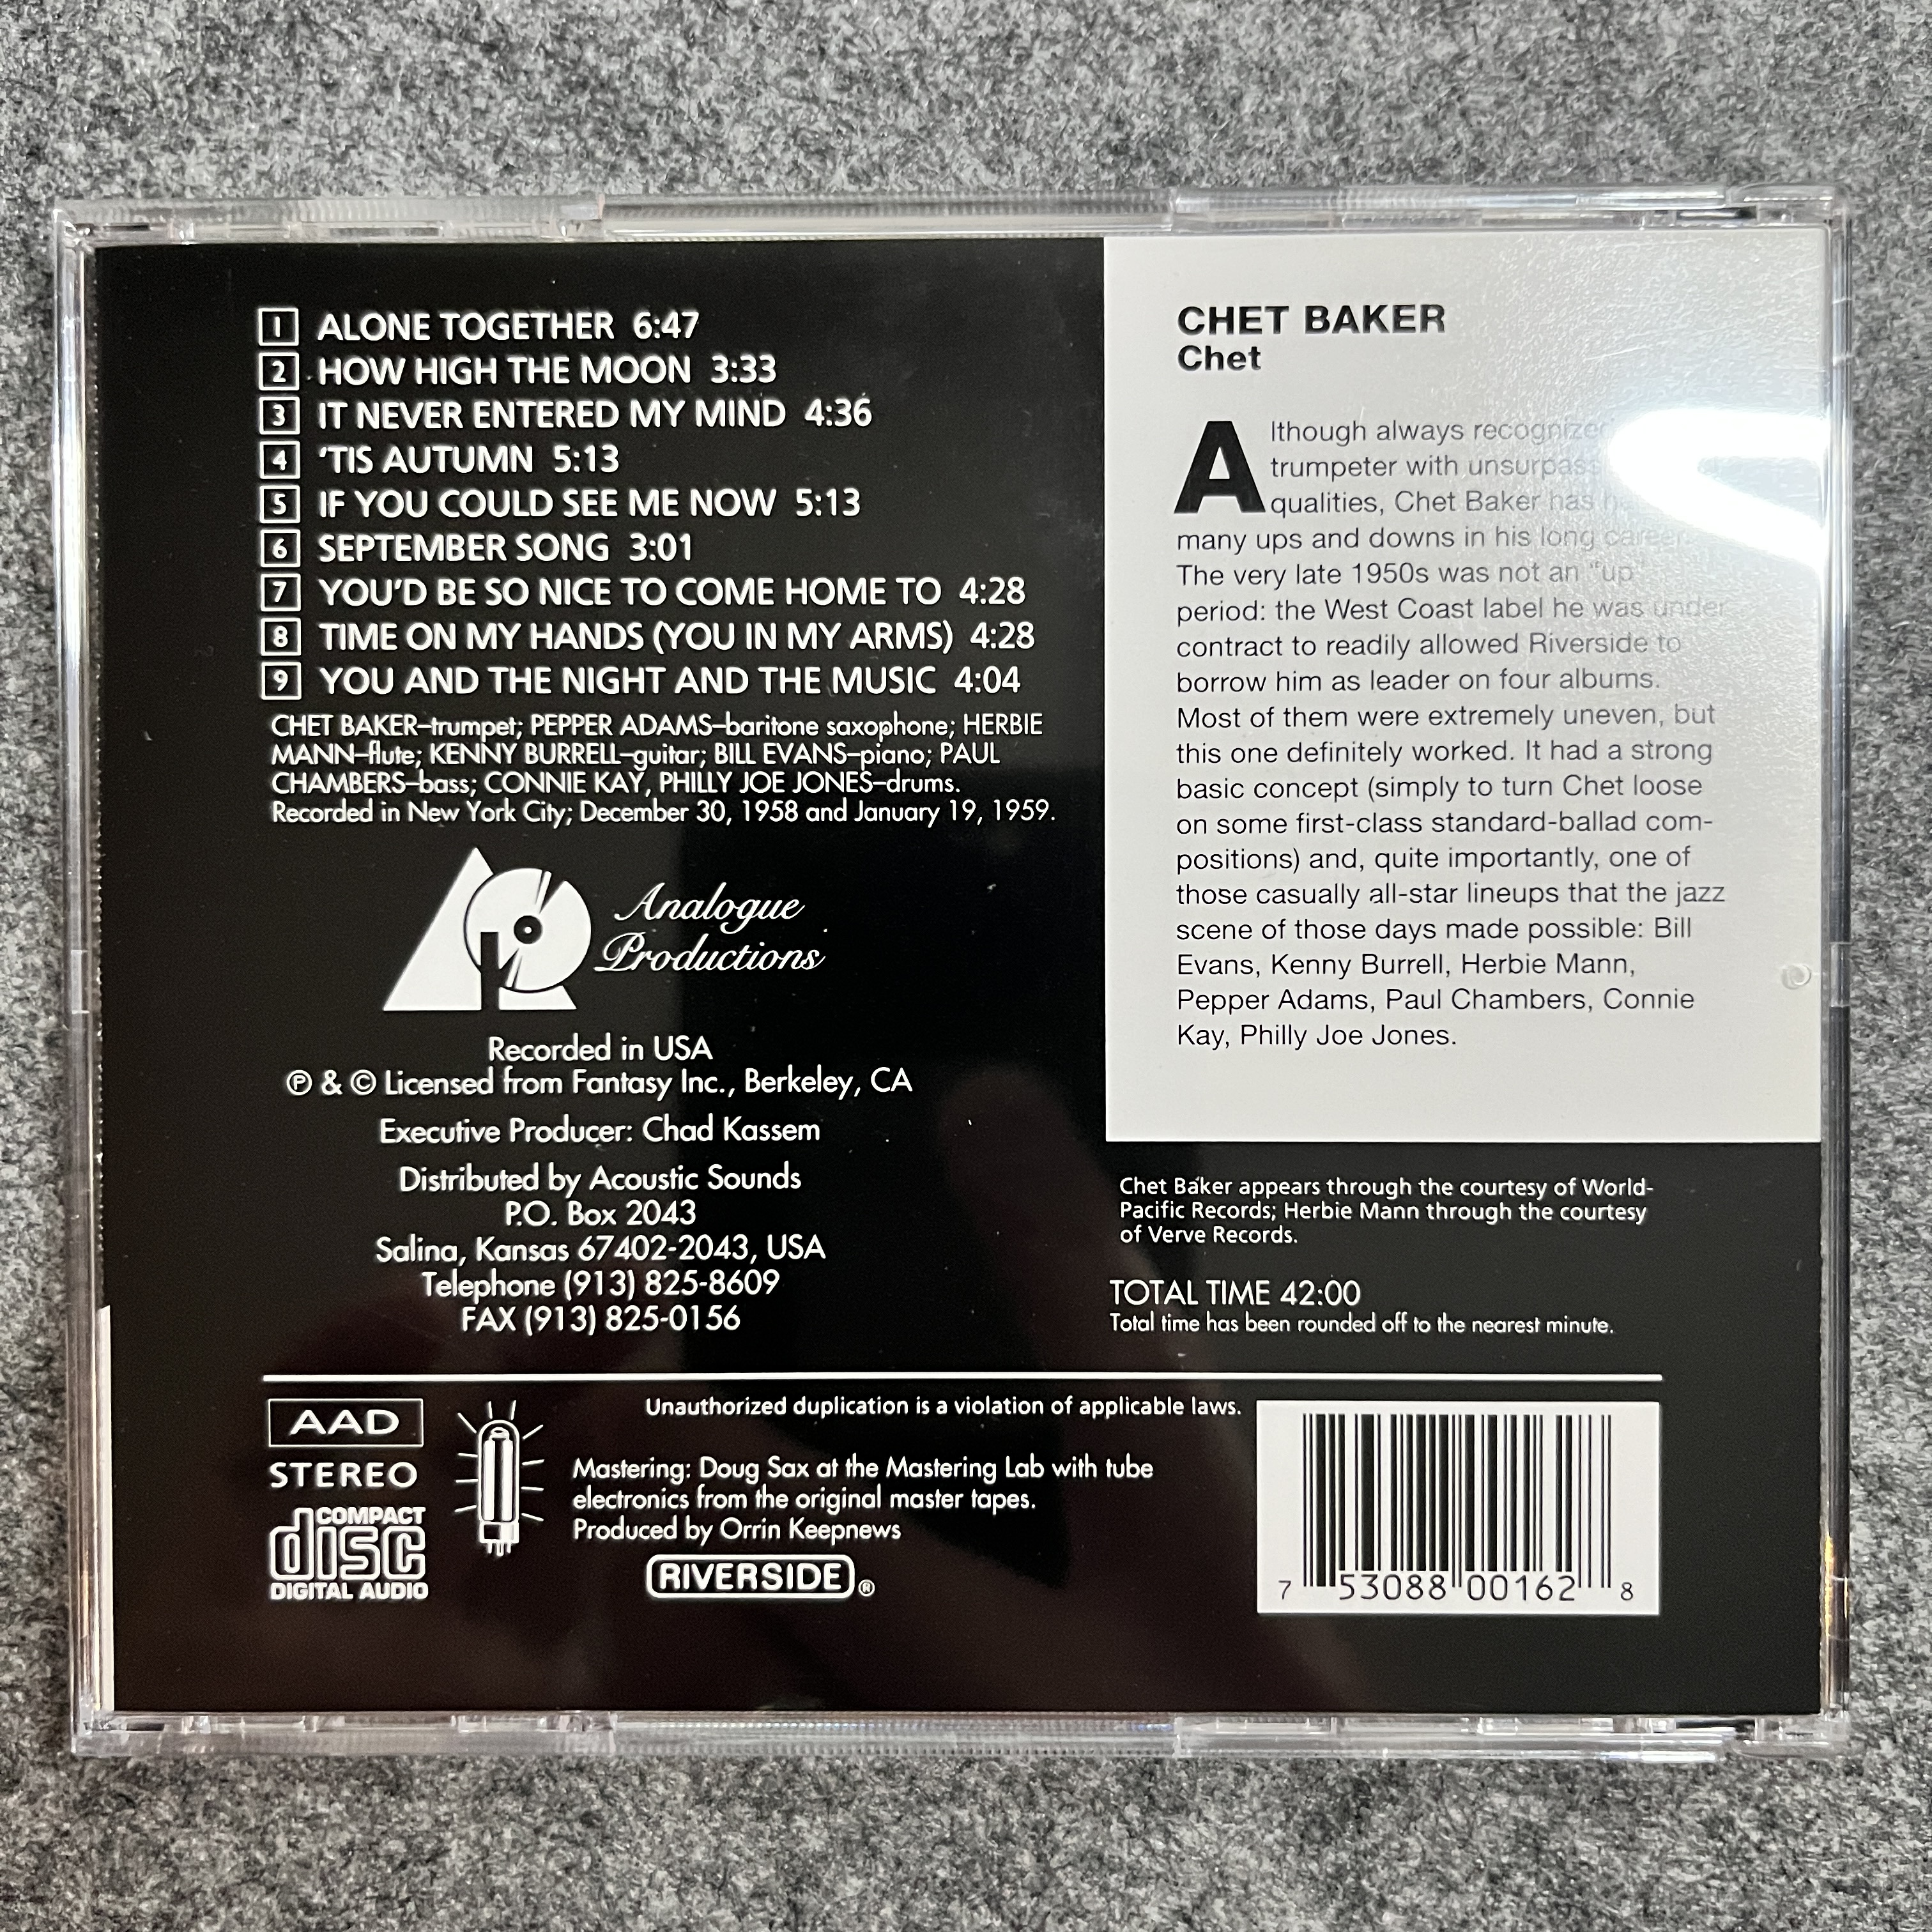 1 ALONE TOGETHER 6:47
2 HOW HIGH THE MOON 3:33
3 IT NEVER ENTERED MY MIND 4:36
4 ‘TIS AUTUMN 5:13
5 IF YOU COULD SEE ME NOW 5:13
6 SEPTEMBER SONG 3:01
7 YOU’D BE SO NICE TO COME HOME TO 4:28
8 TIME ON MY HANDS (YOU IN MY ARMS) 4:28
9 YOU AND THE NIGHT AND THE MUSIC 4:04
CHET BAKER–trumpet; PEPPER ADAMS–baritone saxophone; HERBIE
MANN–flute; KENNY BURRELL–guitar; BILL EVANS–piano; PAUL
CHAMBERS–bass; CONNIE KAY, PHILLY JOE JONES–drums.
Recorded in New York City; December 30, 1958 and January 19, 1959.
Analogue
Productions
Recorded in USA
℗ & © Licensed from Fantasy Inc., Berkeley, CA
Executive Producer: Chad Kassem
Distributed by Acoustic Sounds
P.O. Box 2043
Salina, Kansas 67402-2043, USA
Telephone (913) 825-8609
FAX (913) 825-0156
CHET BAKER
Chet
Although always recognized
trumpeter with
qualities, Chet Baker has
many ups and downs in his long career.
The very late 1950s was not an “up”
period: the West Coast label he was under
contract to readily allowed Riverside to
borrow him as leader on four albums.
Most of them were extremely uneven, but
this one definitely worked. It had a strong
basic concept (simply to turn Chet loose
on some first-class standard-ballad com-
positions) and, quite importantly, one of
those casually all-star lineups that the jazz
scene of those days made possible: Bill
Evans, Kenny Burrell, Herbie Mann,
Pepper Adams, Paul Chambers, Connie
Kay, Philly Joe Jones.
Chet Baker appears through the courtesy of World-
Pacific Records; Herbie Mann through the courtesy
of Verve Records.
TOTAL TIME 42:00
Total time has been rounded off to the nearest minute.
AAD
STEREO
COMPACT
disc
DIGITAL AUDIO
Unauthorized duplication is a violation of applicable laws.
Mastering: Doug Sax at the Mastering Lab with tube
electronics from the original master tapes.
Produced by Orrin Keepnews
RIVERSIDE®
7 53088 00162 8